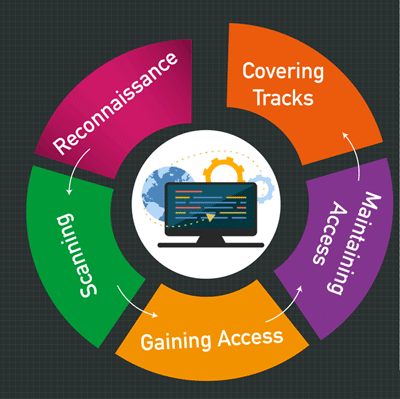 Reconnaissance
Scanning
Gaining Access
Maintaining
Access
Covering
Tracks